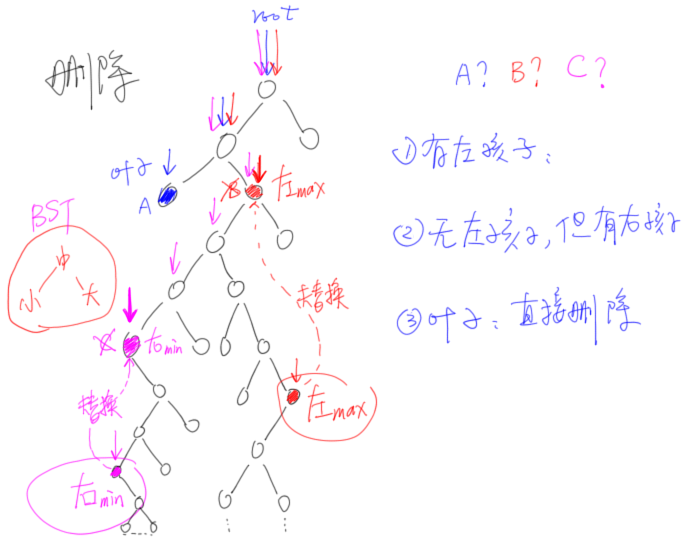 root
删除
A? B? C?
叶子
①有左孩子:
A
左max
BST
②无左孩子,但有右孩子
中
小 大
替换
③叶子:直接删除
右min
替换
左max
右min